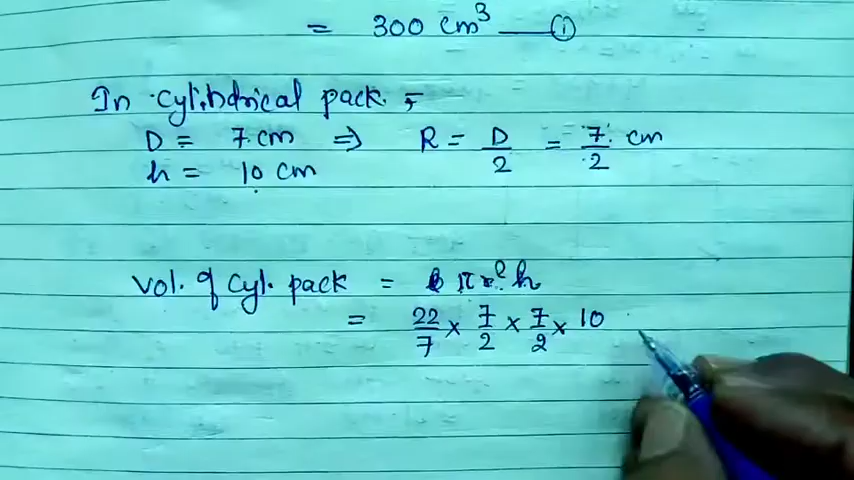 = 300 cm³ —①
In cylindrical pack. ,
D = 7 cm ⇒ R = D/2 = 7/2 cm
h = 10 cm
Vol. of Cyl. pack = πr²h
= 22/7 × 7/2 × 7/2 × 10